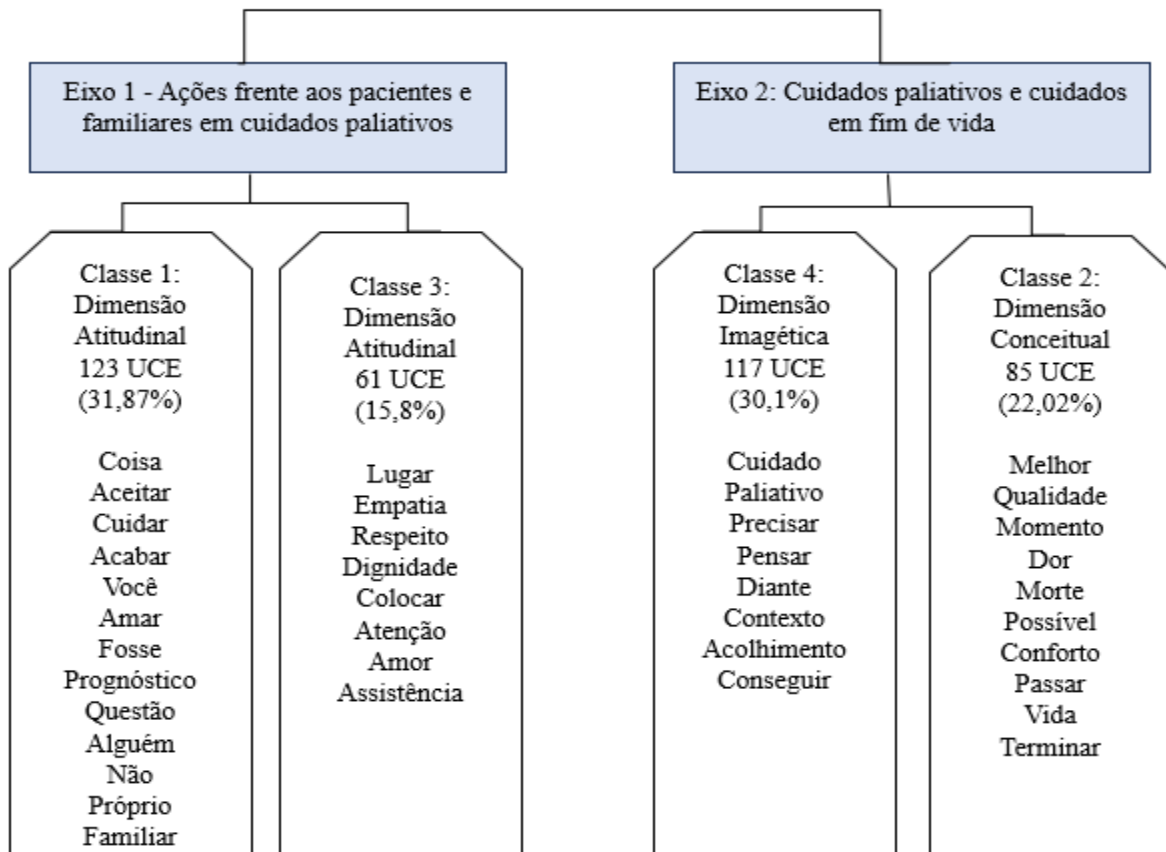 Eixo 1 - Ações frente aos pacientes e
familiares em cuidados paliativos
Eixo 2: Cuidados paliativos e cuidados
em fim de vida
Classe 1:
Dimensão
Atitudinal
123 UCE
(31,87%)
Coisa
Aceitar
Cuidar
Acabar
Você
Amar
Fosse
Prognóstico
Questão
Alguém
Não
Próprio
Familiar
Classe 3:
Dimensão
Atitudinal
61 UCE
(15,8%)
Lugar
Empatia
Respeito
Dignidade
Colocar
Atenção
Amor
Assistência
Classe 4:
Dimensão
Imagética
117 UCE
(30,1%)
Cuidado
Paliativo
Precisar
Pensar
Diante
Contexto
Acolhimento
Conseguir
Classe 2:
Dimensão
Conceitual
85 UCE
(22,02%)
Melhor
Qualidade
Momento
Dor
Morte
Possível
Conforto
Passar
Vida
Terminar